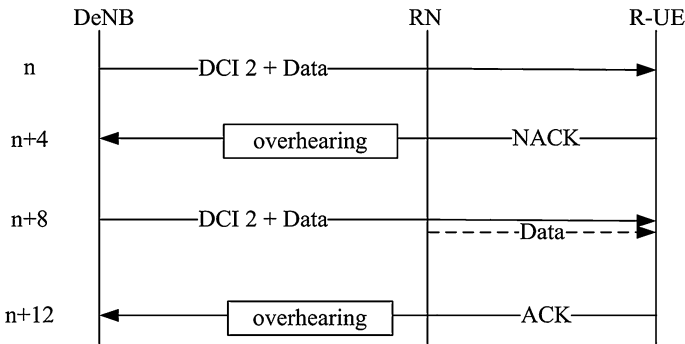 DeNB RN R-UE
n DCI 2 + Data
n+4 overhearing NACK
n+8 DCI 2 + Data
Data
n+12 overhearing ACK